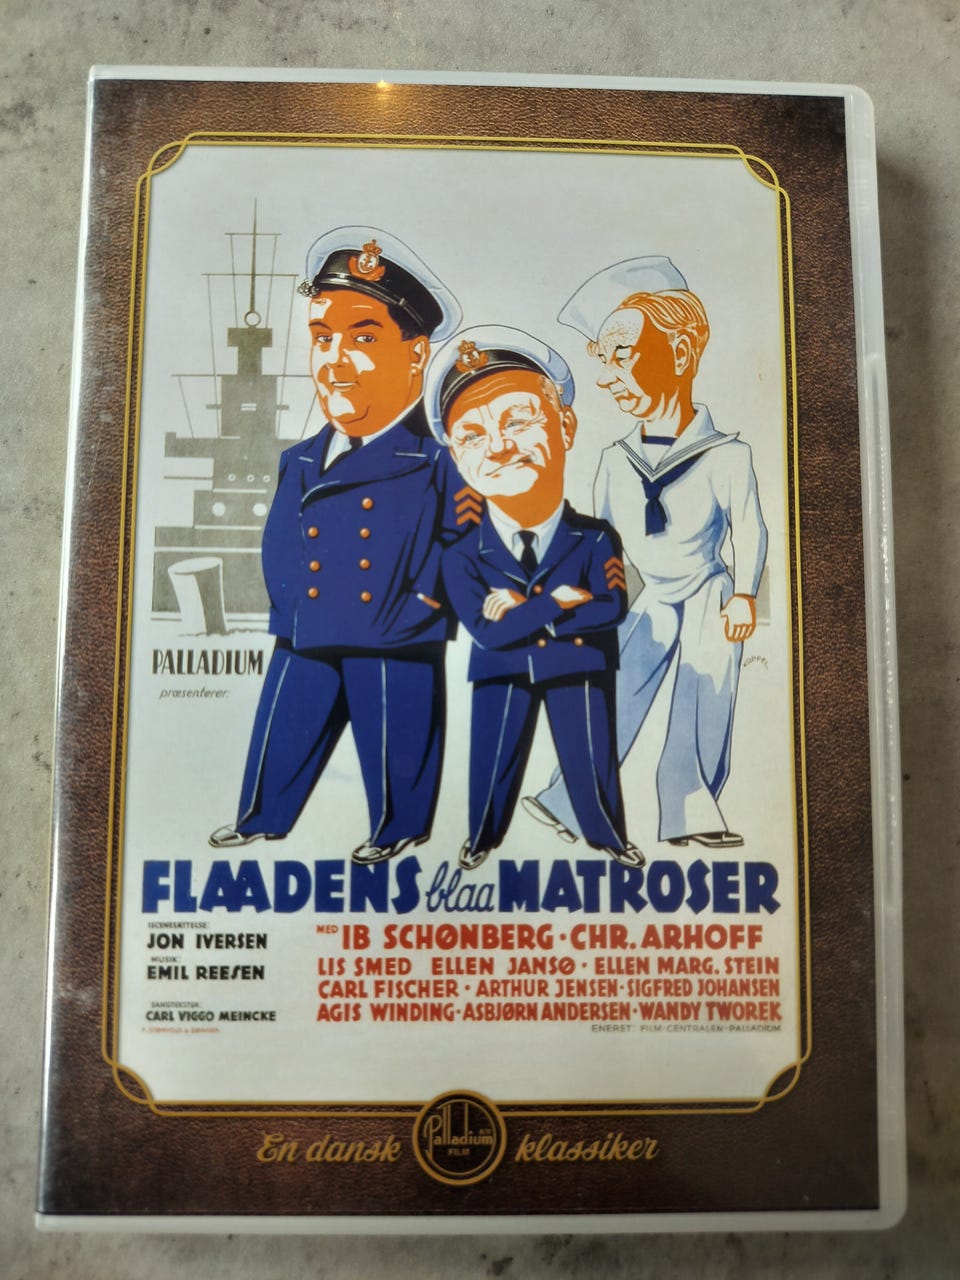 PALLADIUM
præsenterer:
KOPPEL
FLAADENS blaa MATROSER
ISCENESÆTTELSE:
JON IVERSEN
MUSIK:
EMIL REESEN
SANGTEKSTER:
CARL VIGGO MEINCKE
MED IB SCHØNBERG · CHR. ARHOFF
LIS SMED ELLEN JANSØ · ELLEN MARG. STEIN
CARL FISCHER · ARTHUR JENSEN · SIGFRED JOHANSEN
AGIS WINDING · ASBJØRN ANDERSEN · WANDY TWOREK
ENERET: FILM-CENTRALEN-PALLADIUM
En dansk Palladium A/S FILM klassiker